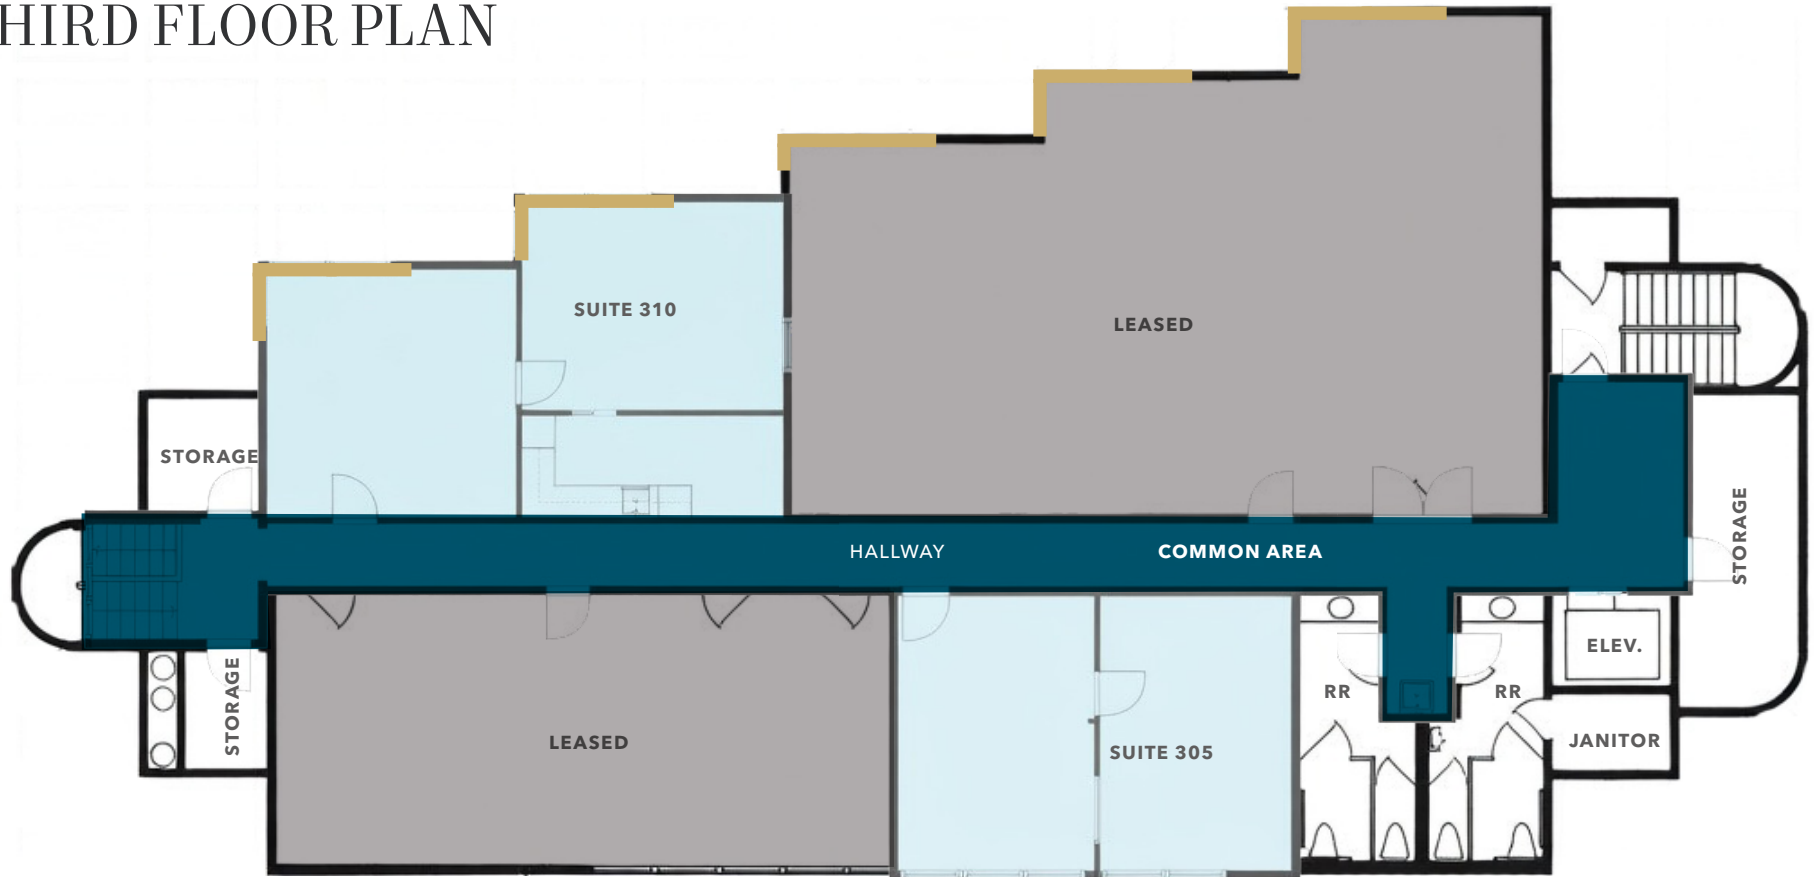 HIRD FLOOR PLAN
SUITE 310
LEASED
STORAGE
HALLWAY
COMMON AREA
STORAGE
ELEV.
RR
RR
STORAGE
LEASED
SUITE 305
JANITOR